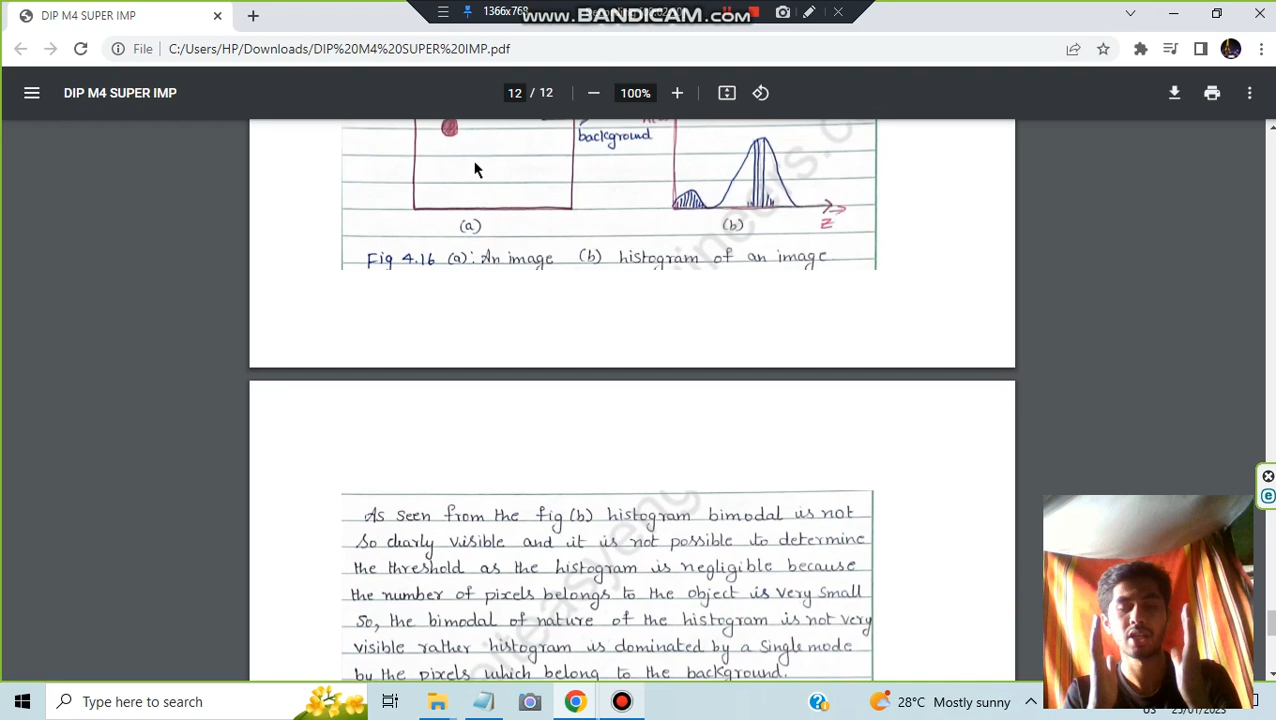 DIP M4 SUPER IMP
1366x768
www.BANDICAM.com
File
C:/Users/HP/Downloads/DIP%20M4%20SUPER%20IMP.pdf
DIP M4 SUPER IMP
12 / 12
100%
background
(a)
(b)
z
Fig 4.16 (a): An image (b) histogram of an image
As seen from the fig (b) histogram bimodal is not
so clearly visible and it is not possible to determine
the threshold as the histogram is negligible because
the number of pixels belongs to the object is very small
So, the bimodal of nature of the histogram is not very
visible rather histogram is dominated by a single mode
by the pixels which belong to the background.
Type here to search
28°C Mostly sunny
25/01/2023